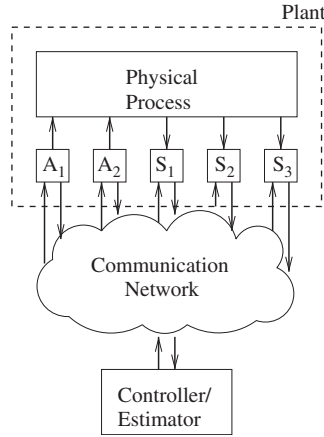 Plant
Physical
Process
A₁ A₂ S₁ S₂ S₃
Communication
Network
Controller/
Estimator